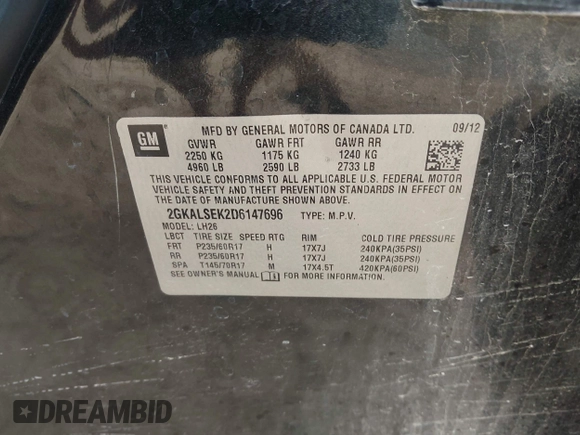 GM
MFD BY GENERAL MOTORS OF CANADA LTD. 09/12
GVWR GAWR FRT GAWR RR
2250 KG 1175 KG 1240 KG
4960 LB 2590 LB 2733 LB
THIS VEHICLE CONFORMS TO ALL APPLICABLE U.S. FEDERAL MOTOR
VEHICLE SAFETY AND THEFT PREVENTION STANDARDS IN EFFECT ON
THE DATE OF MANUFACTURE SHOWN ABOVE.
2GKALSEK2D6147696 TYPE: M.P.V.
MODEL: LH26
LBCT TIRE SIZE SPEED RTG RIM COLD TIRE PRESSURE
FRT P235/60R17 H 17X7J 240KPA(35PSI)
RR P235/60R17 H 17X7J 240KPA(35PSI)
SPA T145/70R17 M 17X4.5T 420KPA(60PSI)
SEE OWNER'S MANUAL FOR MORE INFORMATION.
DREAMBID